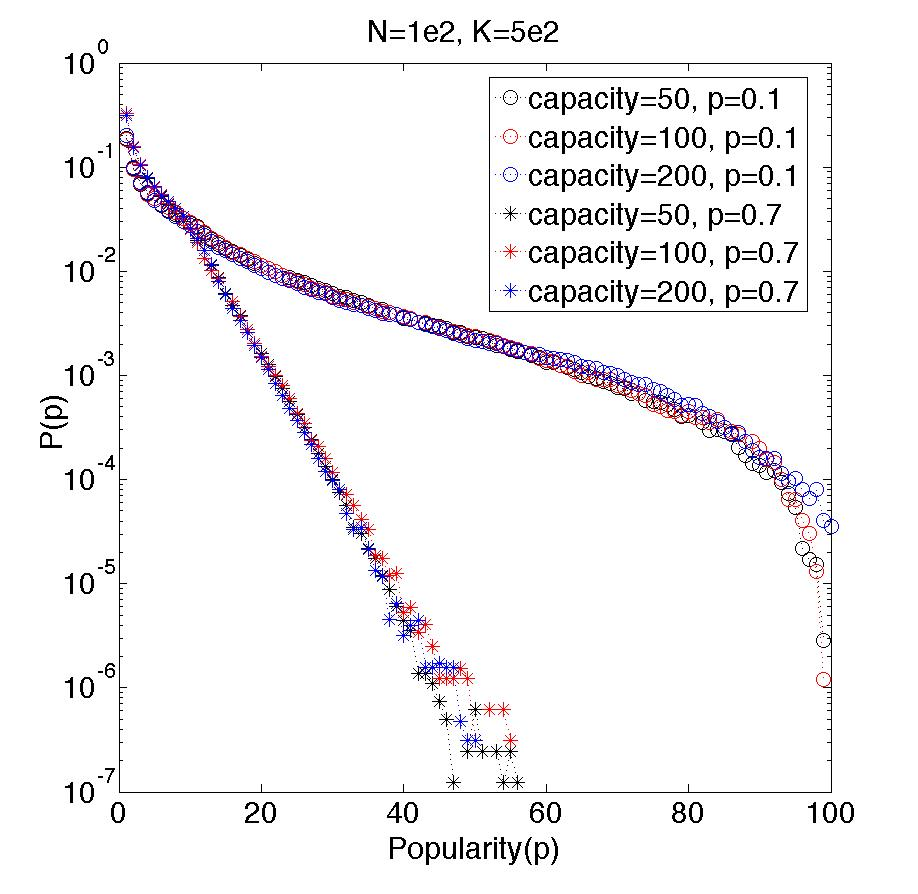 N=1e2, K=5e2
10^0
10^-1
10^-2
10^-3
10^-4
10^-5
10^-6
10^-7
P(p)
capacity=50, p=0.1
capacity=100, p=0.1
capacity=200, p=0.1
capacity=50, p=0.7
capacity=100, p=0.7
capacity=200, p=0.7
0 20 40 60 80 100
Popularity(p)